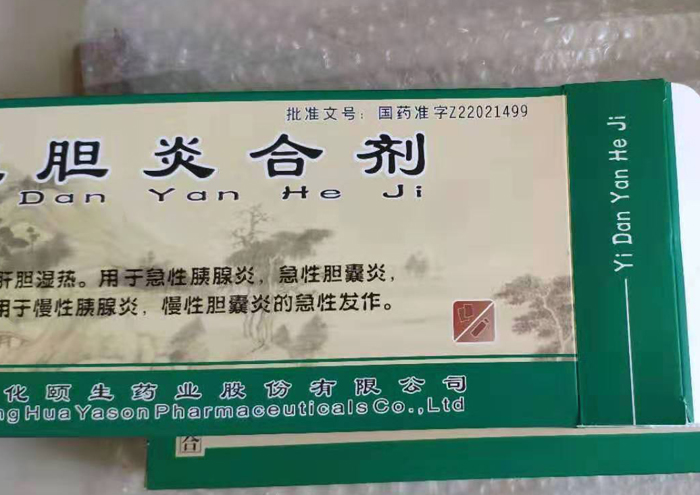 批准文号：国药准字Z22021499
胆炎合剂
Dan Yan He Ji
肝胆湿热。用于急性胰腺炎，急性胆囊炎，
用于慢性胰腺炎，慢性胆囊炎的急性发作。
化颐生药业股份有限公司
ng Hua Yason Pharmaceuticals Co.,Ltd
Yi Dan Yan He Ji
合